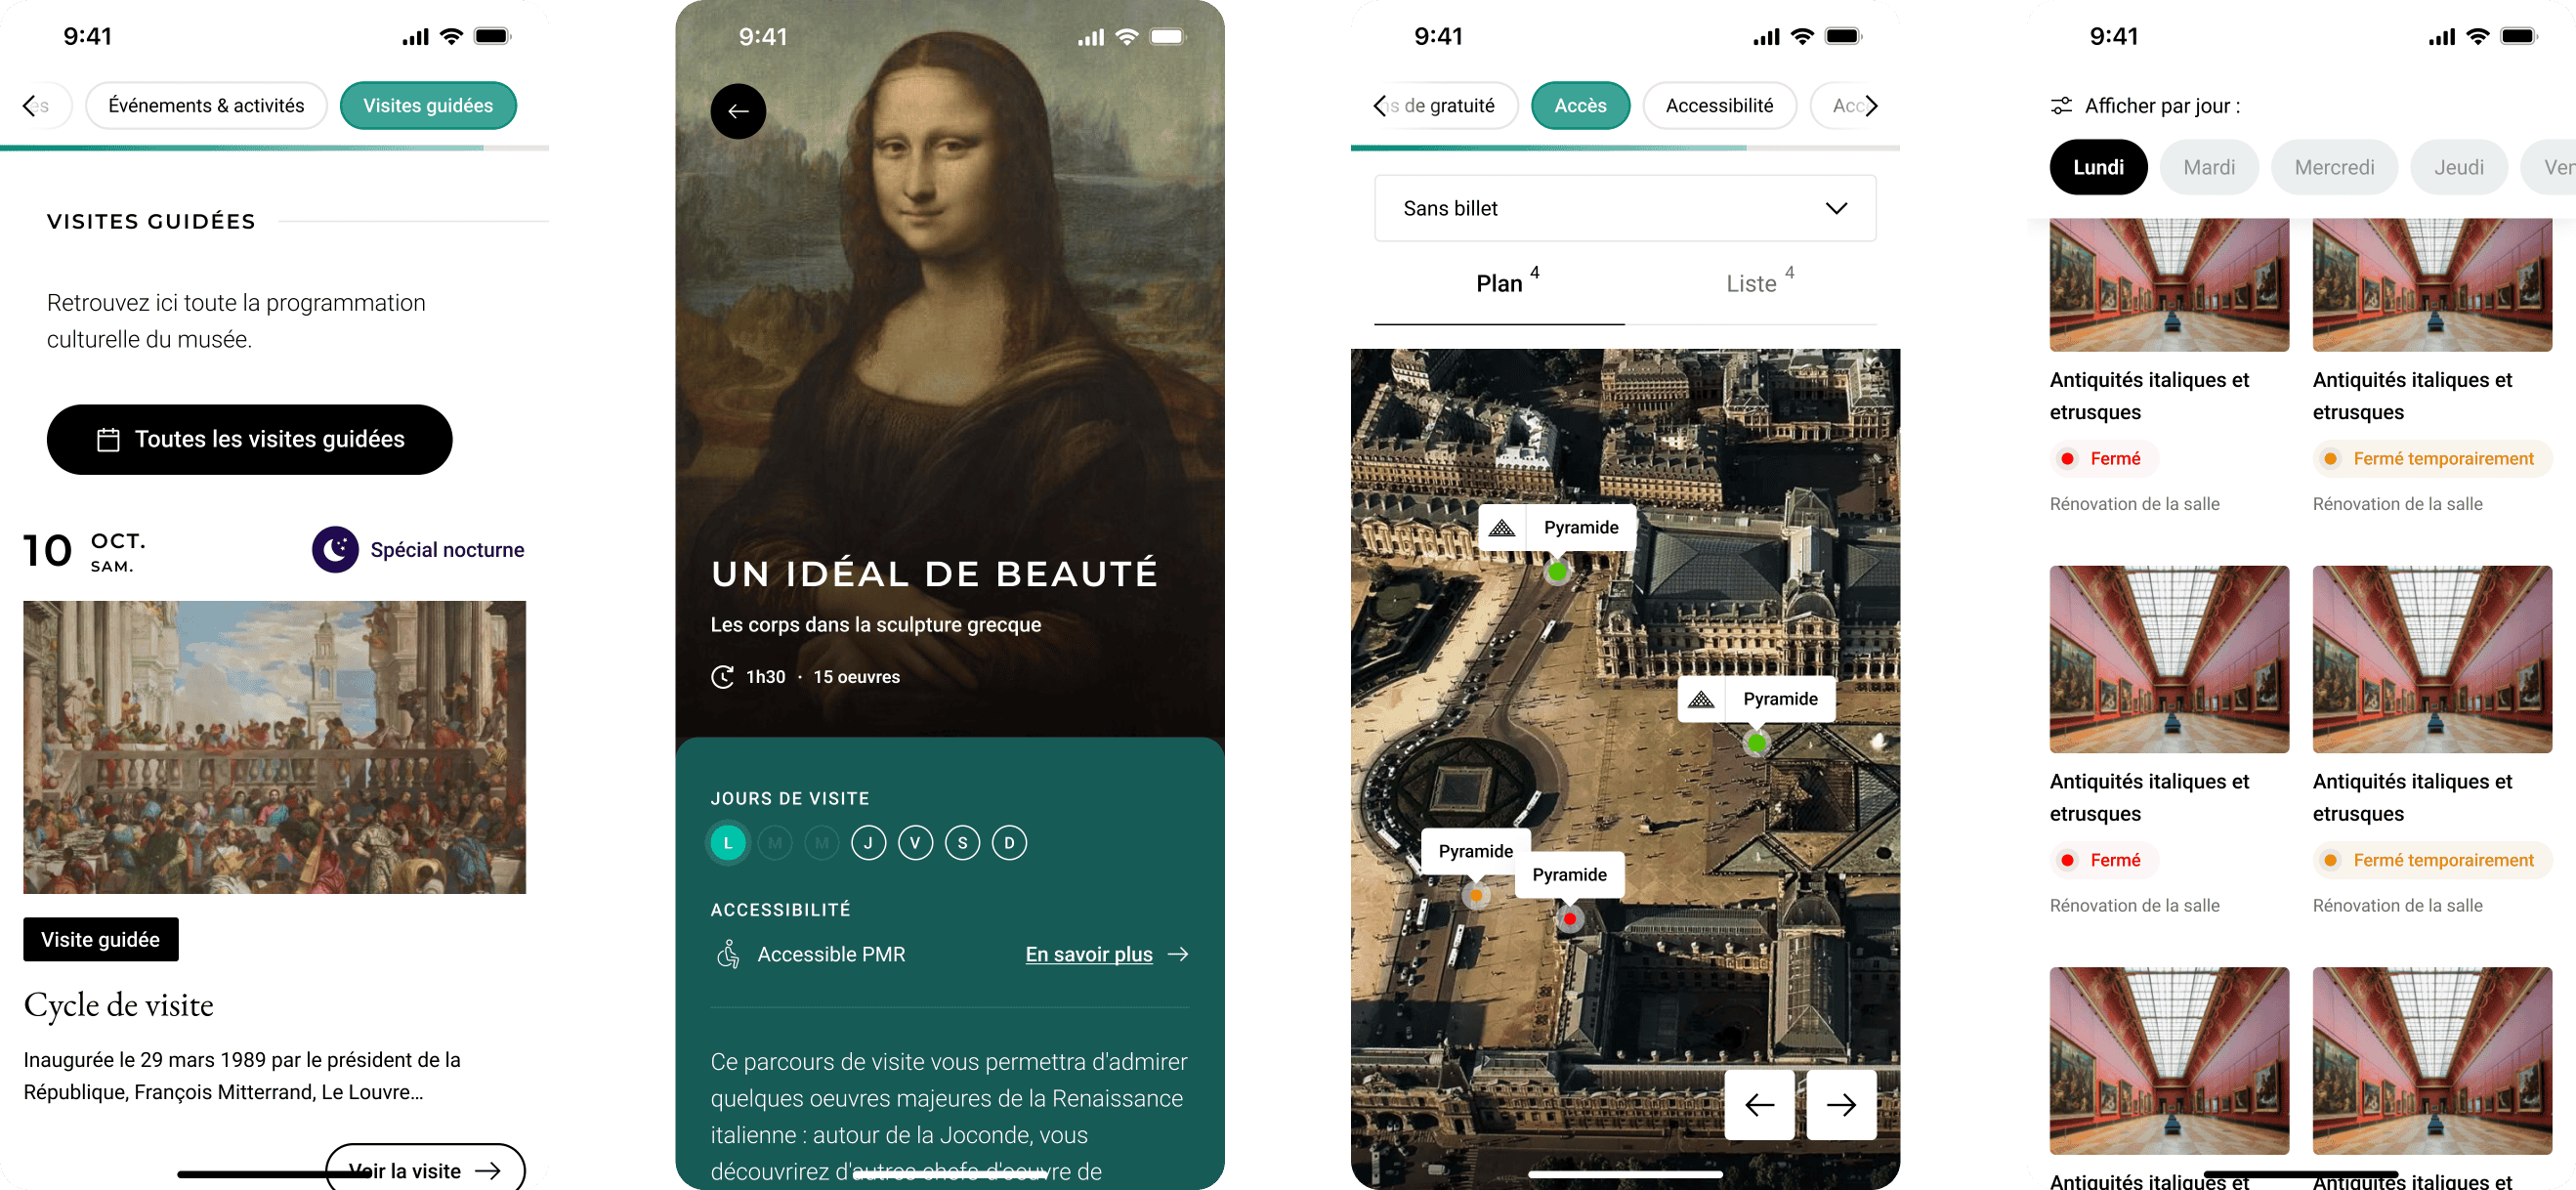 9:41
es
Événements & activités
Visites guidées
VISITES GUIDÉES
Retrouvez ici toute la programmation
culturelle du musée.
Toutes les visites guidées
10
OCT.
SAM.
Spécial nocturne
Visite guidée
Cycle de visite
Inaugurée le 29 mars 1989 par le président de la
République, François Mitterrand, Le Louvre...
Voir la visite
9:41
UN IDÉAL DE BEAUTÉ
Les corps dans la sculpture grecque
1h30 · 15 oeuvres
JOURS DE VISITE
L M M J V S D
ACCESSIBILITÉ
Accessible PMR
En savoir plus
Ce parcours de visite vous permettra d'admirer
quelques oeuvres majeures de la Renaissance
italienne : autour de la Joconde, vous
découvrirez d'autres chefs-d'oeuvre de
9:41
s de gratuité
Accès
Accessibilité
Acc
Sans billet
Plan 4
Liste 4
Pyramide
Pyramide
Pyramide
Pyramide
9:41
Afficher par jour :
Lundi
Mardi
Mercredi
Jeudi
Ven
Antiquités italiques et
etrusques
Fermé
Rénovation de la salle
Antiquités italiques et
etrusques
Fermé temporairement
Rénovation de la salle
Antiquités italiques et
etrusques
Fermé
Rénovation de la salle
Antiquités italiques et
etrusques
Fermé temporairement
Rénovation de la salle
Antiquités italiques et
Antiquités italiques et